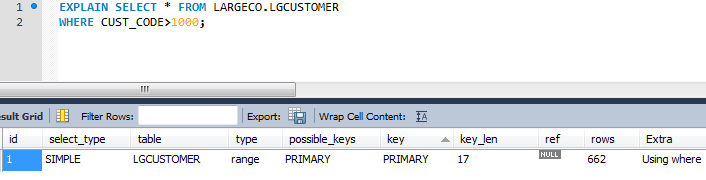 1 EXPLAIN SELECT * FROM LARGECO.LGCUSTOMER
2 WHERE CUST_CODE>1000;
esult Grid Filter Rows: Export: Wrap Cell Content: IA
id select_type table type possible_keys key key_len ref rows Extra
1 SIMPLE LGCUSTOMER range PRIMARY PRIMARY 17 NULL 662 Using where